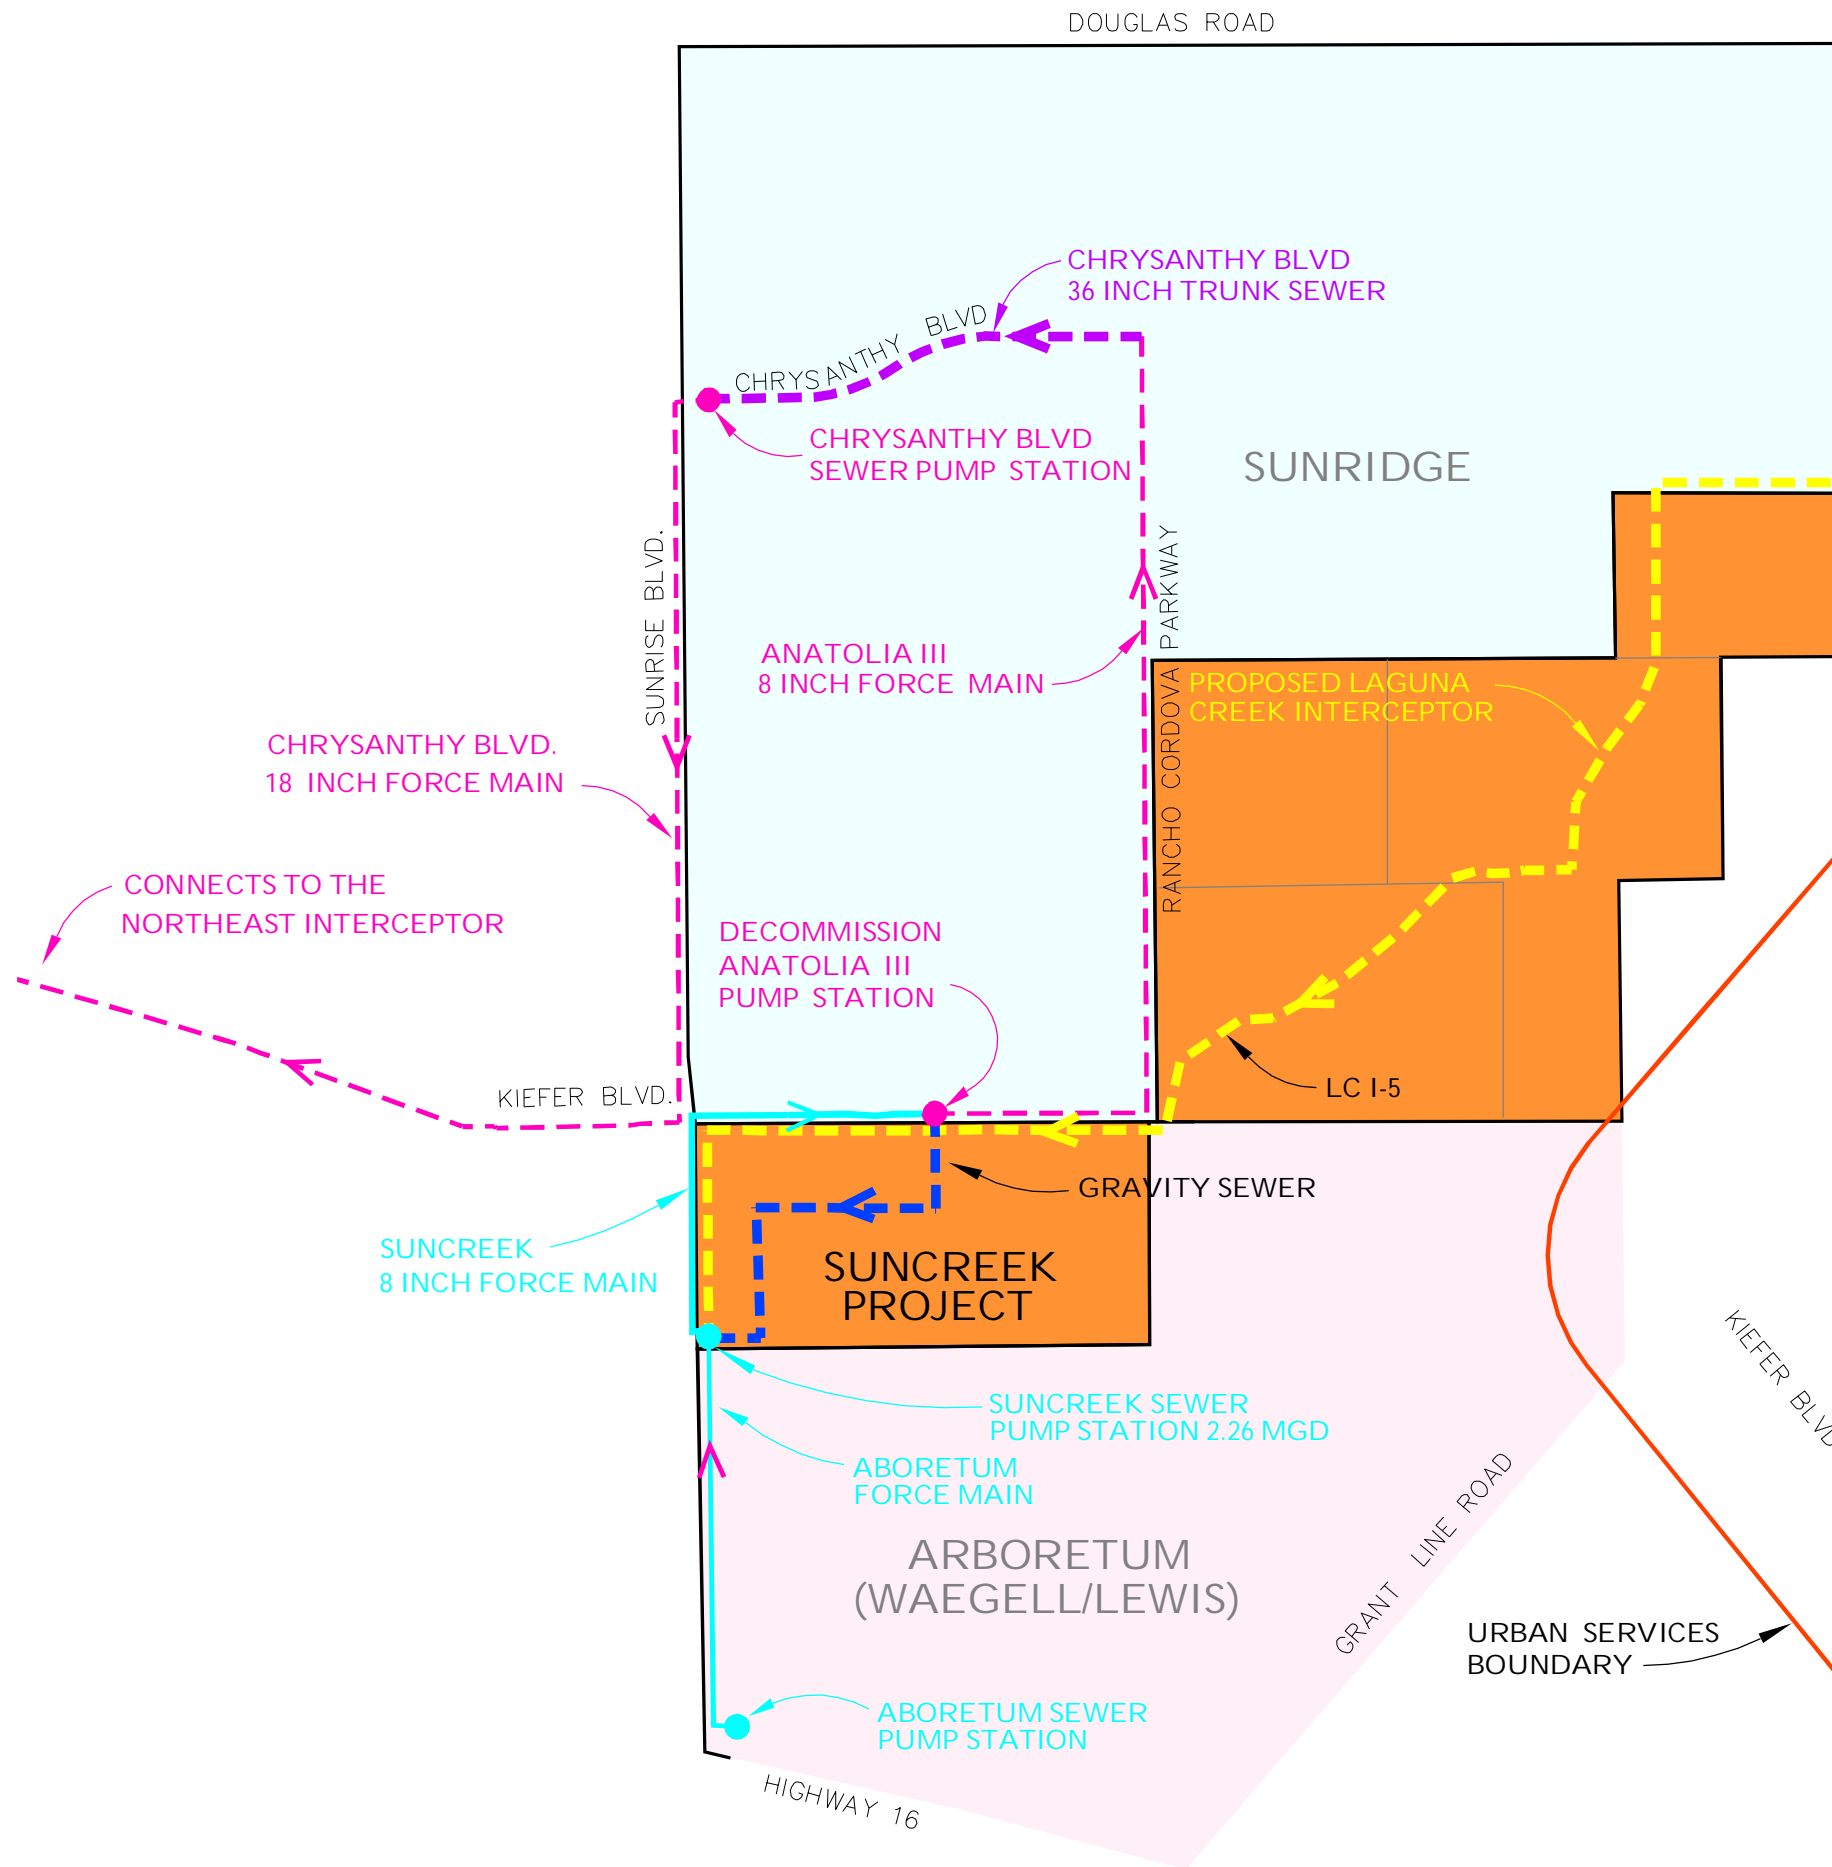 DOUGLAS ROAD
CHRYSANTHY BLVD
36 INCH TRUNK SEWER
CHRYSANTHY BLVD
CHRYSANTHY BLVD
SEWER PUMP STATION
SUNRIDGE
SUNRISE BLVD.
RANCHO CORDOVA PARKWAY
ANATOLIA III
8 INCH FORCE MAIN
PROPOSED LAGUNA
CREEK INTERCEPTOR
CHRYSANTHY BLVD.
18 INCH FORCE MAIN
CONNECTS TO THE
NORTHEAST INTERCEPTOR
DECOMMISSION
ANATOLIA III
PUMP STATION
KIEFER BLVD.
LC I-5
GRAVITY SEWER
SUNCREEK
8 INCH FORCE MAIN
SUNCREEK
PROJECT
KIEFER BLVD
SUNCREEK SEWER
PUMP STATION 2.26 MGD
ABORETUM
FORCE MAIN
ARBORETUM
(WAEGELL/LEWIS)
GRANT LINE ROAD
URBAN SERVICES
BOUNDARY
ABORETUM SEWER
PUMP STATION
HIGHWAY 16